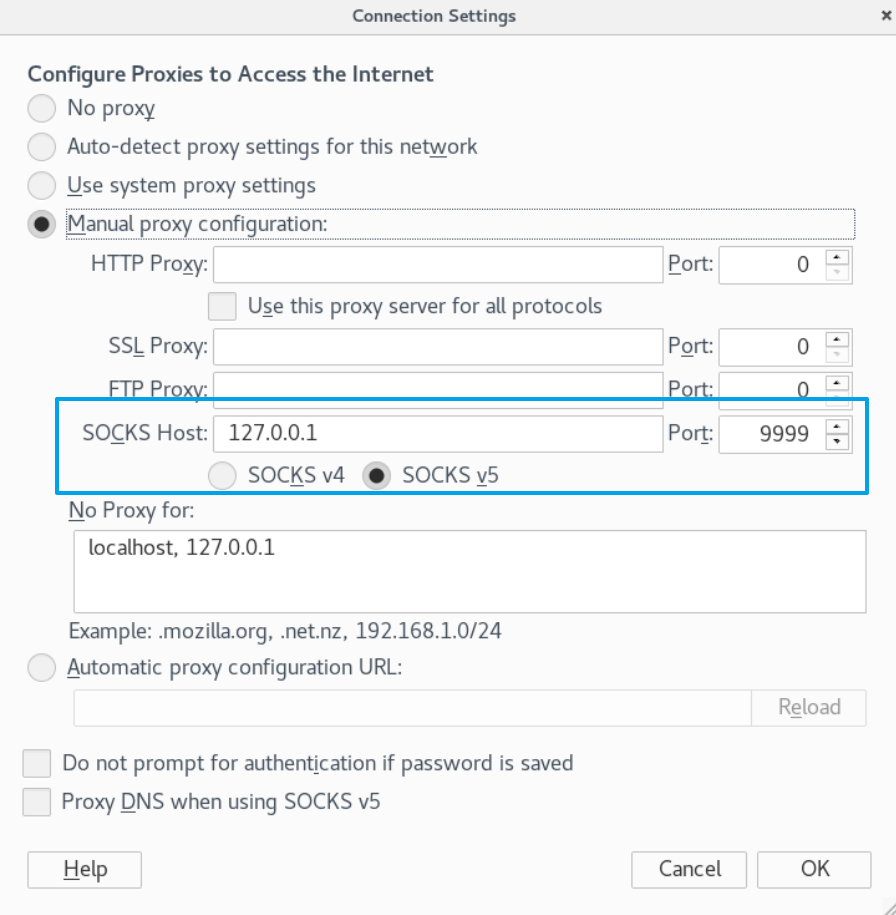 Connection Settings ×
Configure Proxies to Access the Internet
No proxy
Auto-detect proxy settings for this network
Use system proxy settings
Manual proxy configuration:
HTTP Proxy: Port: 0
Use this proxy server for all protocols
SSL Proxy: Port: 0
FTP Proxy: Port: 0
SOCKS Host: 127.0.0.1 Port: 9999
SOCKS v4 SOCKS v5
No Proxy for:
localhost, 127.0.0.1
Example: .mozilla.org, .net.nz, 192.168.1.0/24
Automatic proxy configuration URL:
Reload
Do not prompt for authentication if password is saved
Proxy DNS when using SOCKS v5
Help Cancel OK